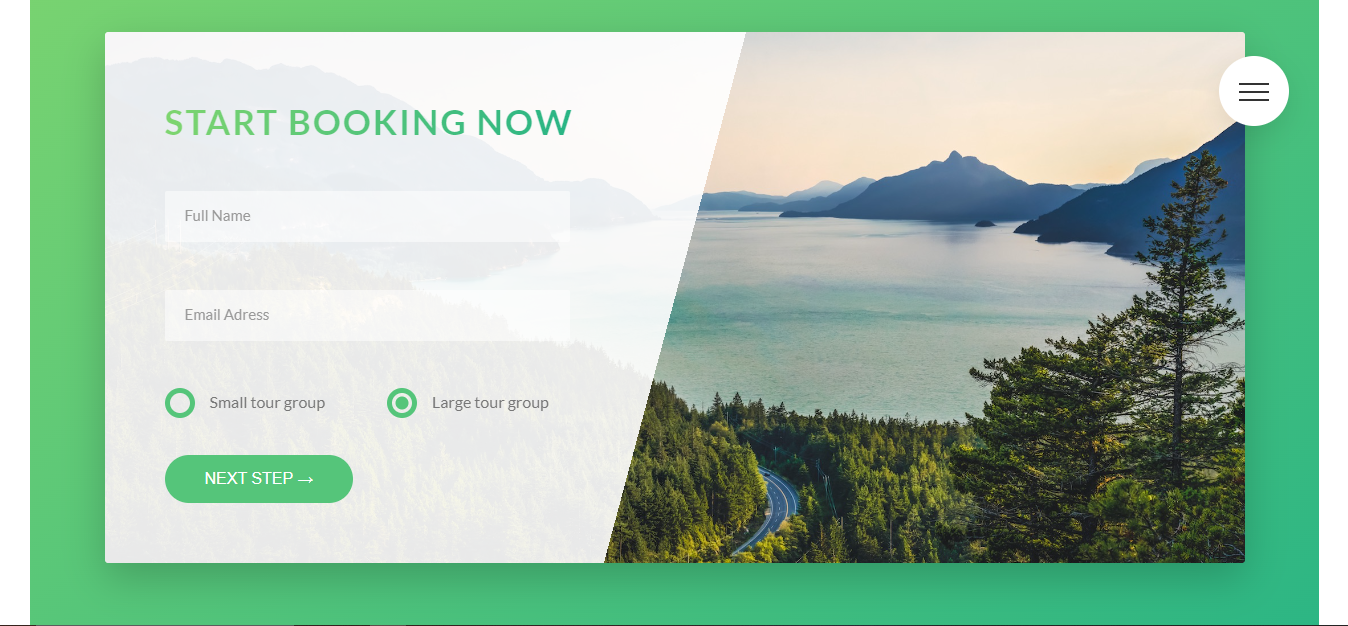 START BOOKING NOW
Full Name
Email Adress
Small tour group
Large tour group
NEXT STEP →